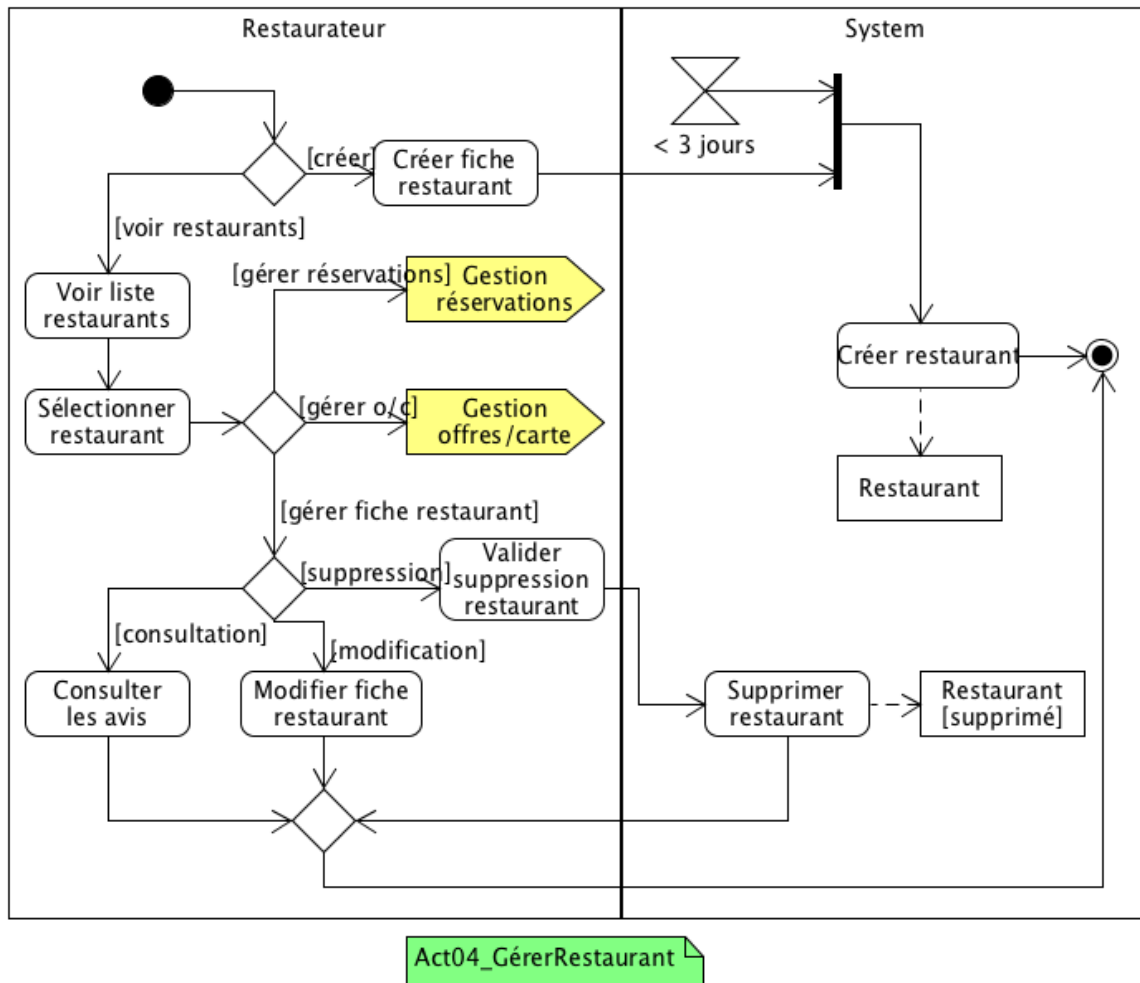 Restaurateur
System
< 3 jours
[créer]
Créer fiche
restaurant
[voir restaurants]
[gérer réservations]
Gestion
réservations
Voir liste
restaurants
Créer restaurant
Sélectionner
restaurant
[gérer o/c]
Gestion
offres/carte
Restaurant
[gérer fiche restaurant]
[suppression]
Valider
suppression
restaurant
[consultation]
[modification]
Consulter
les avis
Modifier fiche
restaurant
Supprimer
restaurant
Restaurant
[supprimé]
Act04_GérerRestaurant